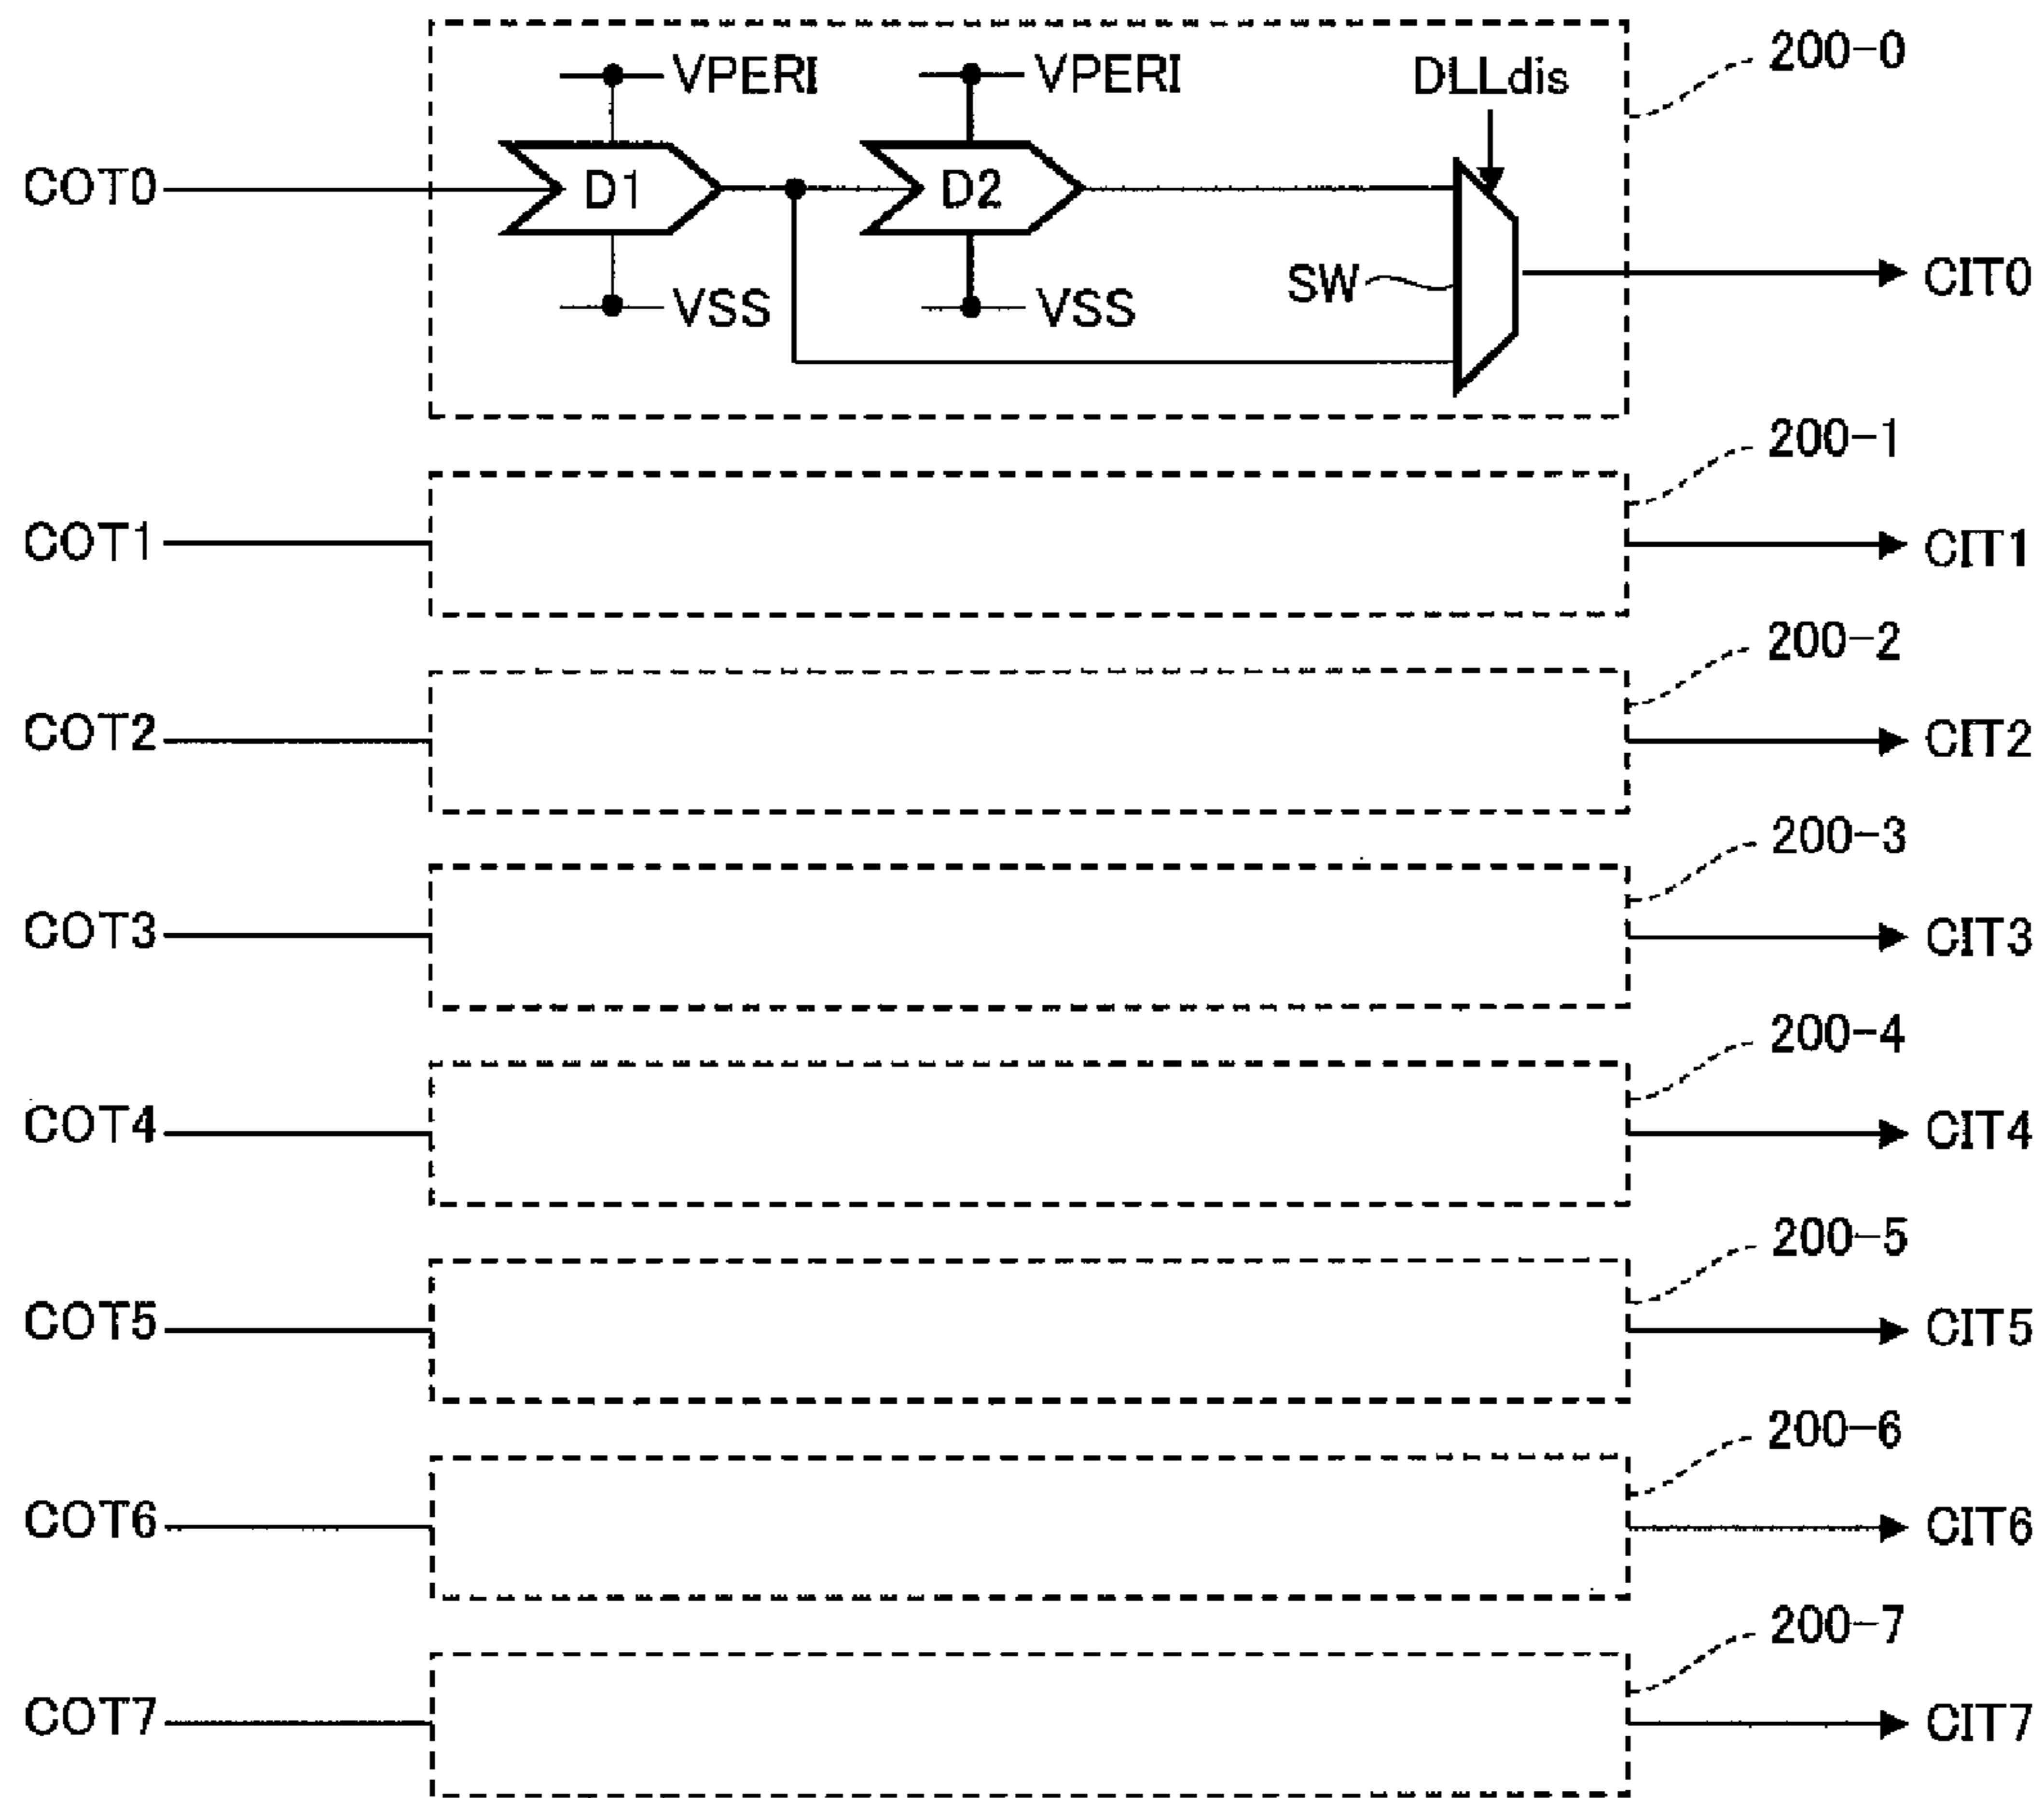 200-0
VPERI VPERI DLLdis
COT0 D1 D2
SW CIT0
VSS VSS
200-1
COT1 CIT1
200-2
COT2 CIT2
200-3
COT3 CIT3
200-4
COT4 CIT4
200-5
COT5 CIT5
200-6
COT6 CIT6
200-7
COT7 CIT7